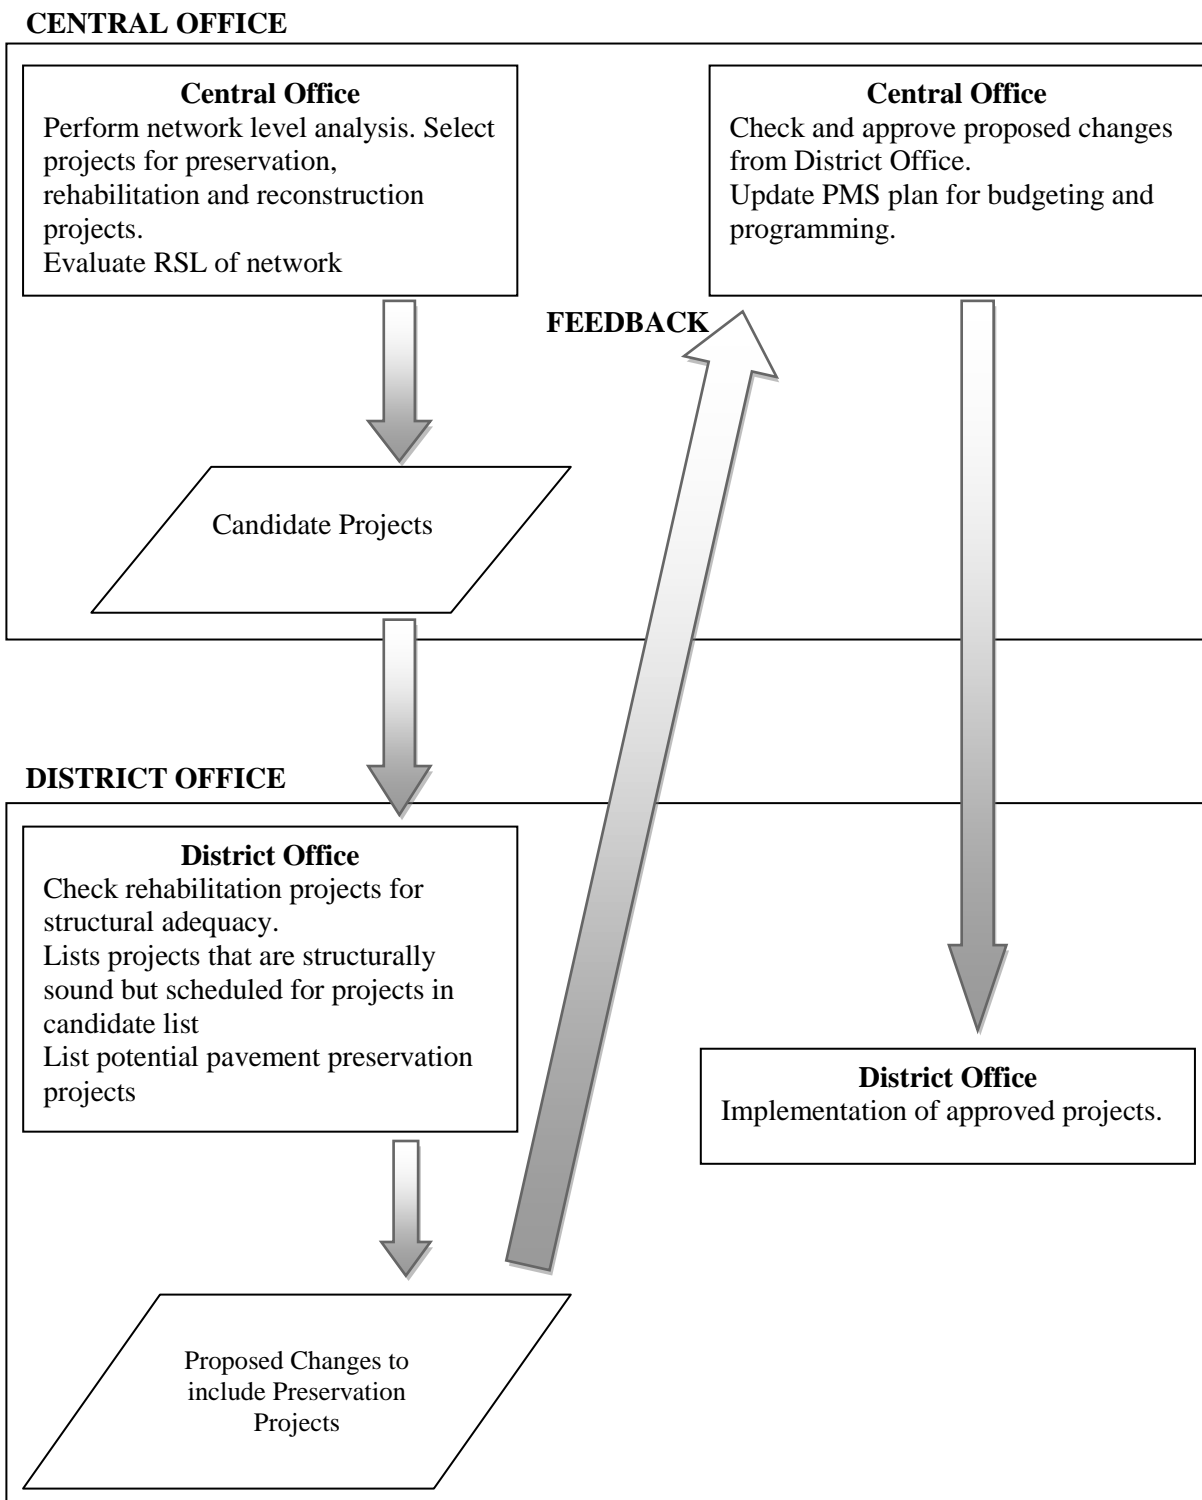 CENTRAL OFFICE
Central Office
Perform network level analysis. Select
projects for preservation,
rehabilitation and reconstruction
projects.
Evaluate RSL of network
Central Office
Check and approve proposed changes
from District Office.
Update PMS plan for budgeting and
programming.
FEEDBACK
Candidate Projects
DISTRICT OFFICE
District Office
Check rehabilitation projects for
structural adequacy.
Lists projects that are structurally
sound but scheduled for projects in
candidate list
List potential pavement preservation
projects
District Office
Implementation of approved projects.
Proposed Changes to
include Preservation
Projects